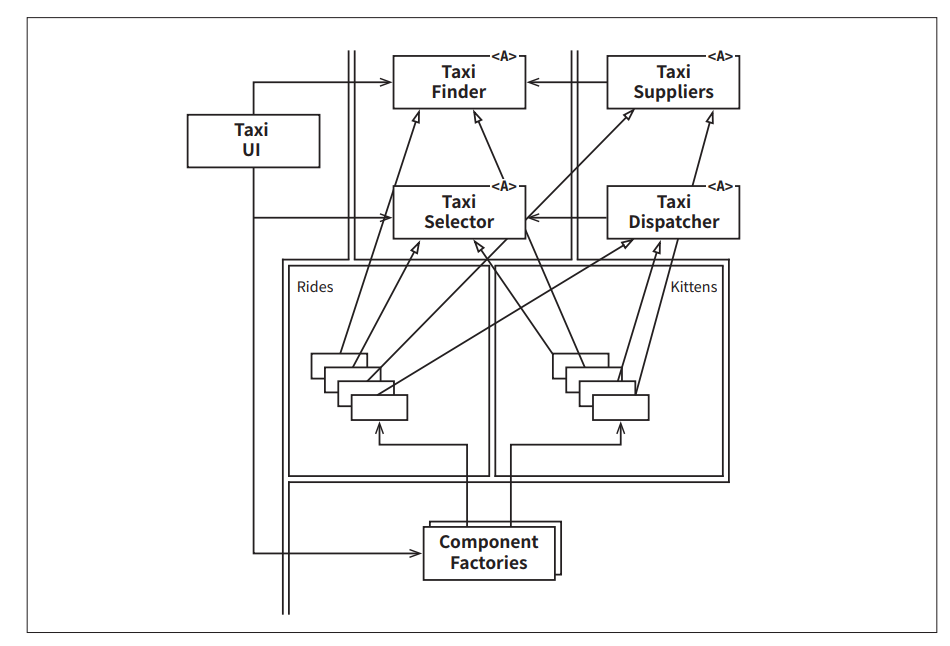 <A>
Taxi
Finder
<A>
Taxi
Suppliers
Taxi
UI
<A>
Taxi
Selector
<A>
Taxi
Dispatcher
Rides
Kittens
Component
Factories